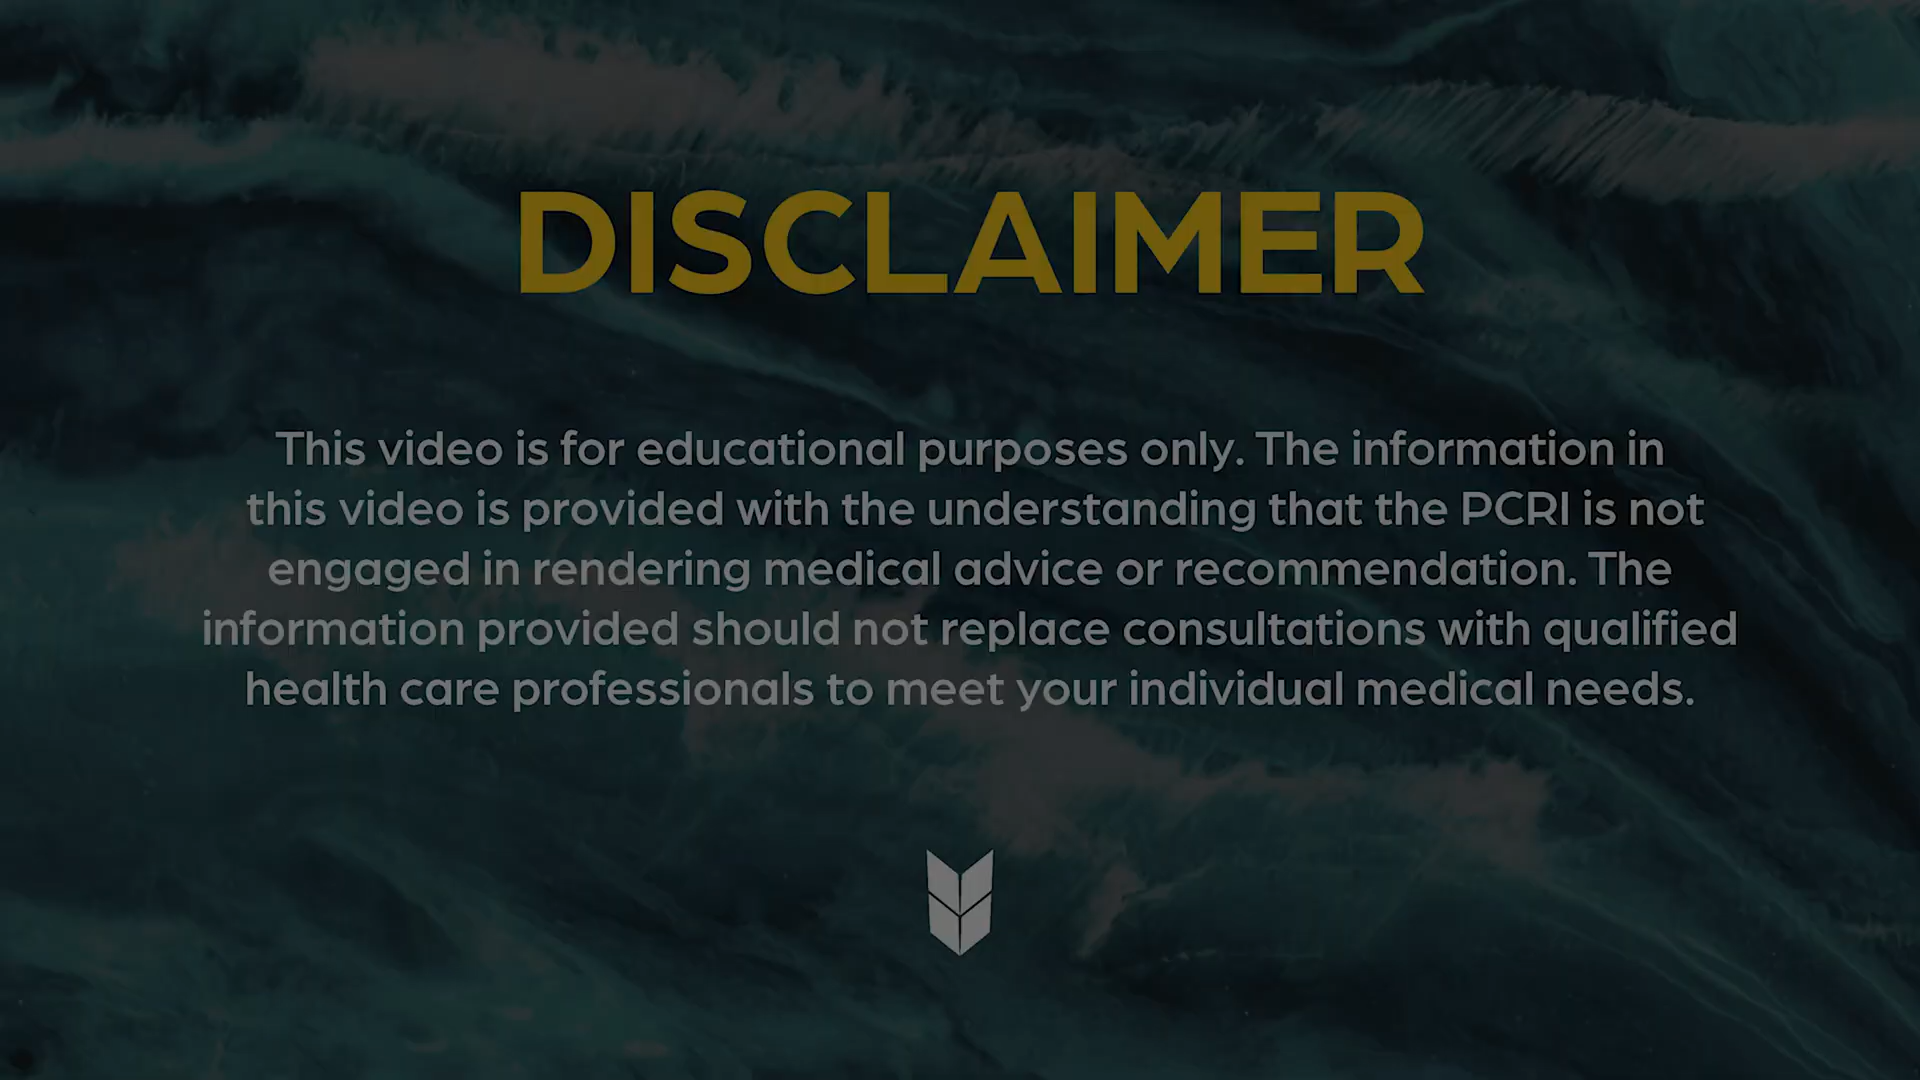 DISCLAIMER
This video is for educational purposes only. The information in
this video is provided with the understanding that the PCRI is not
engaged in rendering medical advice or recommendation. The
information provided should not replace consultations with qualified
health care professionals to meet your individual medical needs.